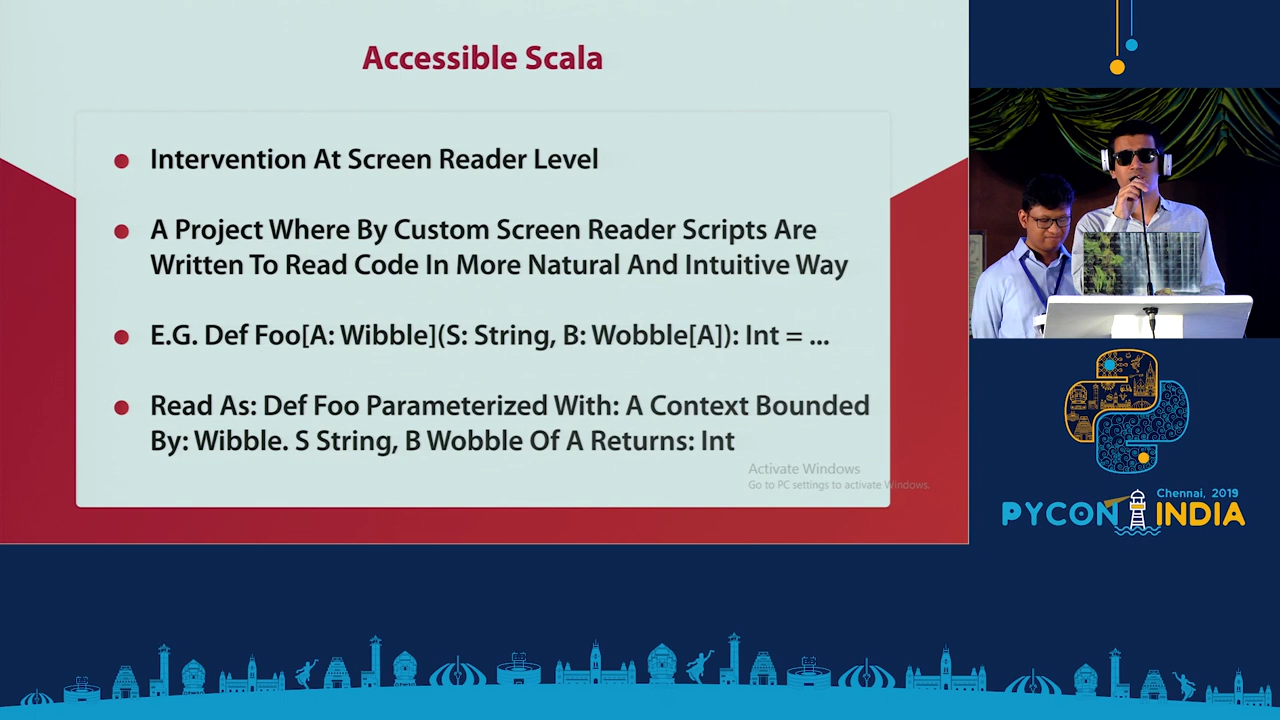 Accessible Scala
Intervention At Screen Reader Level
A Project Where By Custom Screen Reader Scripts Are
Written To Read Code In More Natural And Intuitive Way
E.G. Def Foo[A: Wibble](S: String, B: Wobble[A]): Int = ...
Read As: Def Foo Parameterized With: A Context Bounded
By: Wibble. S String, B Wobble Of A Returns: Int
Activate Windows
Go to PC settings to activate Windows.
Chennai, 2019
PYCON INDIA